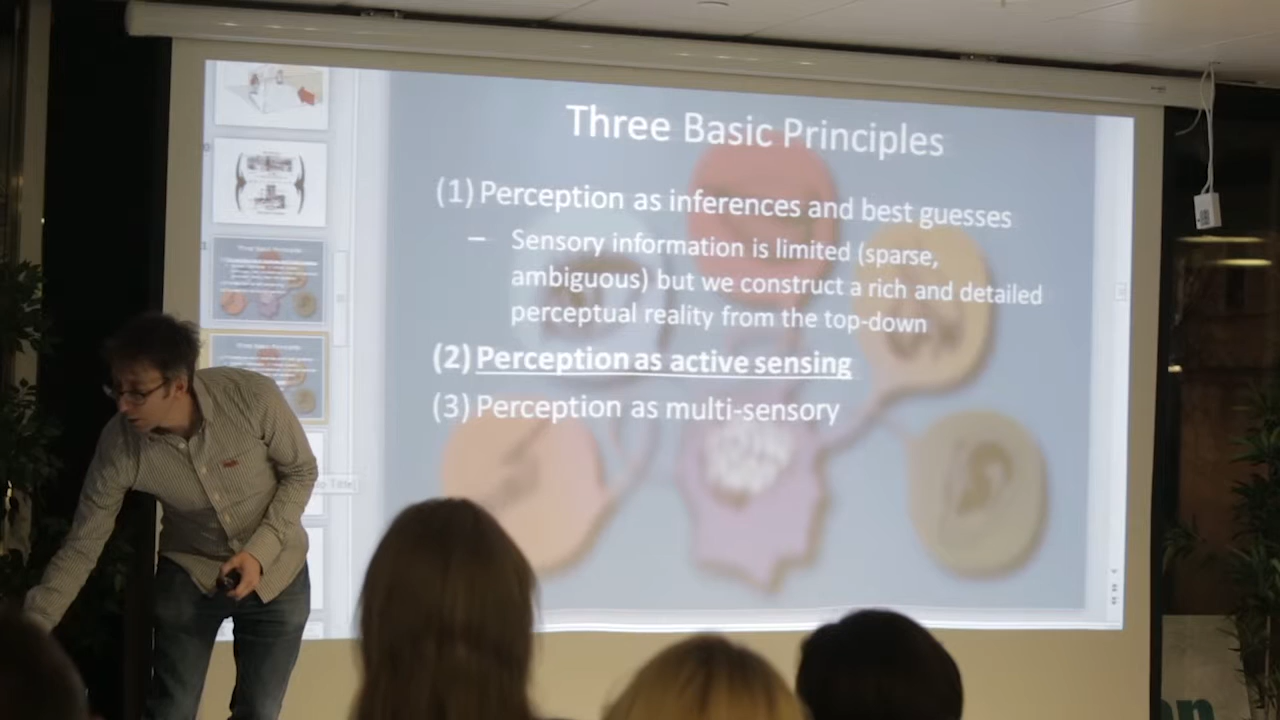 Three Basic Principles
(1) Perception as inferences and best guesses
– Sensory information is limited (sparse,
ambiguous) but we construct a rich and detailed
perceptual reality from the top-down
(2) Perception as active sensing
(3) Perception as multi-sensory